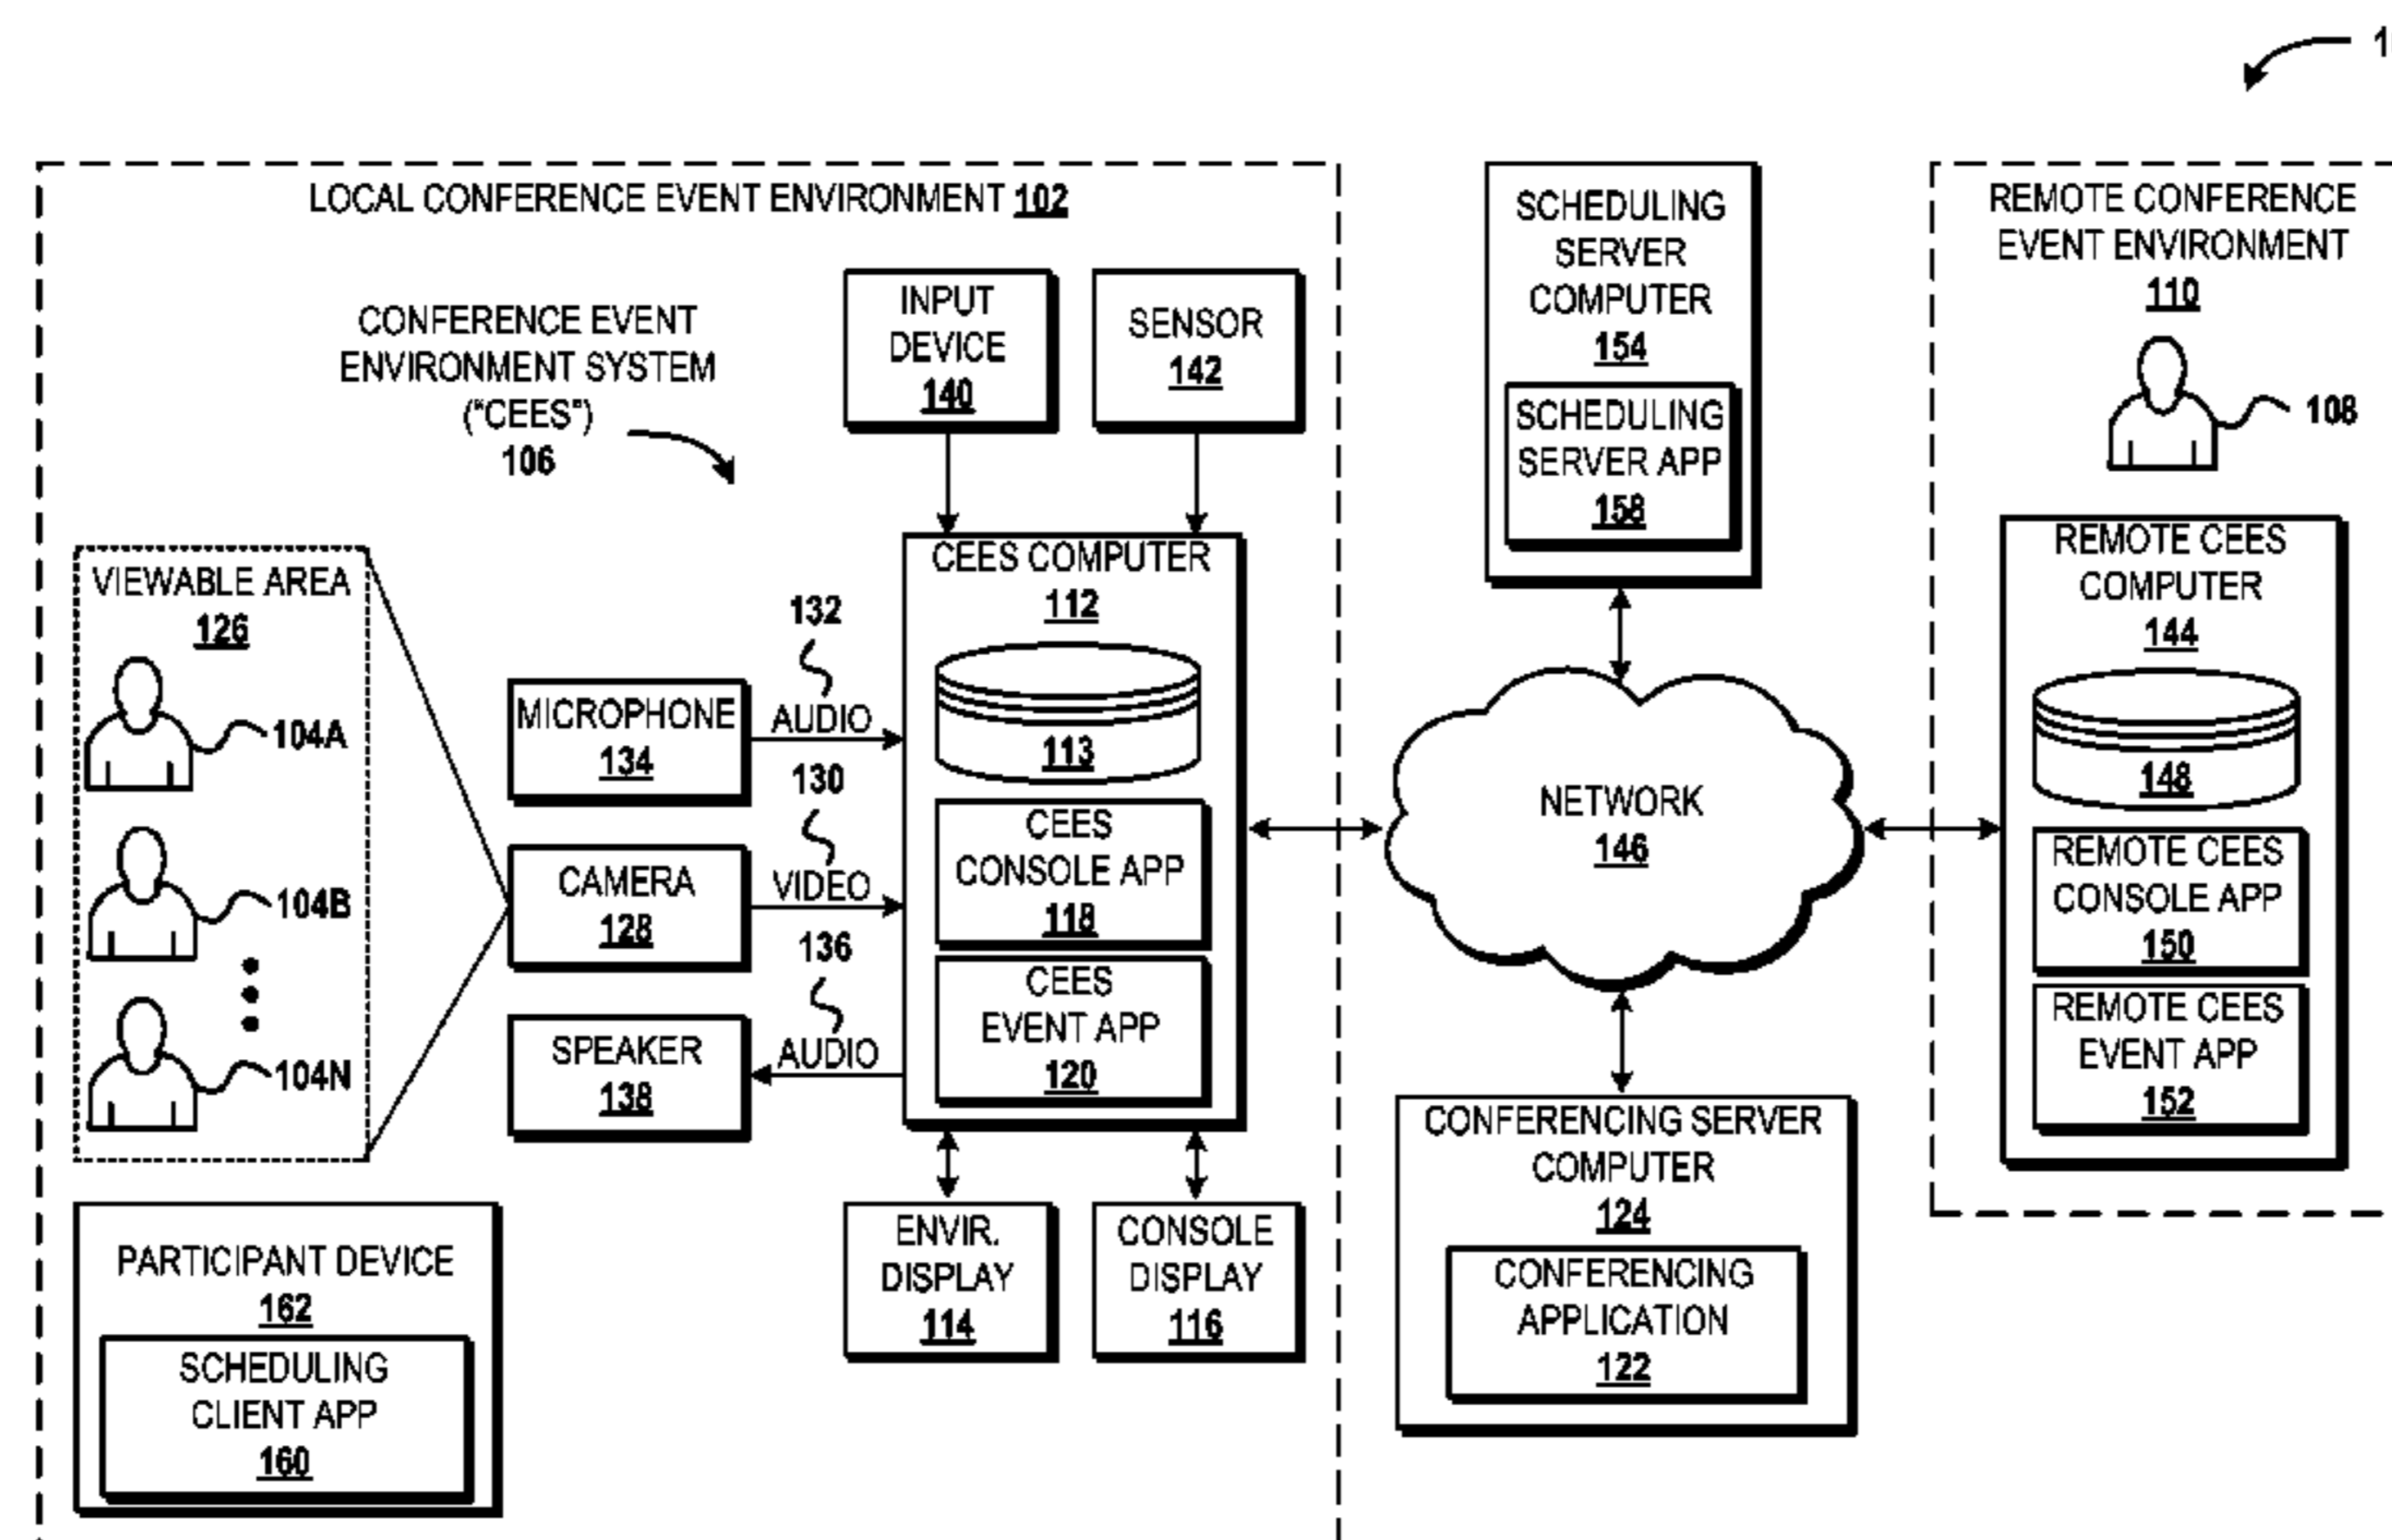 1
LOCAL CONFERENCE EVENT ENVIRONMENT 102
CONFERENCE EVENT
ENVIRONMENT SYSTEM
("CEES")
106
INPUT
DEVICE
140
SENSOR
142
VIEWABLE AREA
126
104A
104B
104N
MICROPHONE
134
132
AUDIO
CAMERA
128
130
VIDEO
SPEAKER
138
136
AUDIO
CEES COMPUTER
112
113
CEES
CONSOLE APP
118
CEES
EVENT APP
120
ENVIR.
DISPLAY
114
CONSOLE
DISPLAY
116
PARTICIPANT DEVICE
162
SCHEDULING
CLIENT APP
160
SCHEDULING
SERVER
COMPUTER
154
SCHEDULING
SERVER APP
158
NETWORK
146
CONFERENCING SERVER
COMPUTER
124
CONFERENCING
APPLICATION
122
REMOTE CONFERENCE
EVENT ENVIRONMENT
110
108
REMOTE CEES
COMPUTER
144
148
REMOTE CEES
CONSOLE APP
150
REMOTE CEES
EVENT APP
152